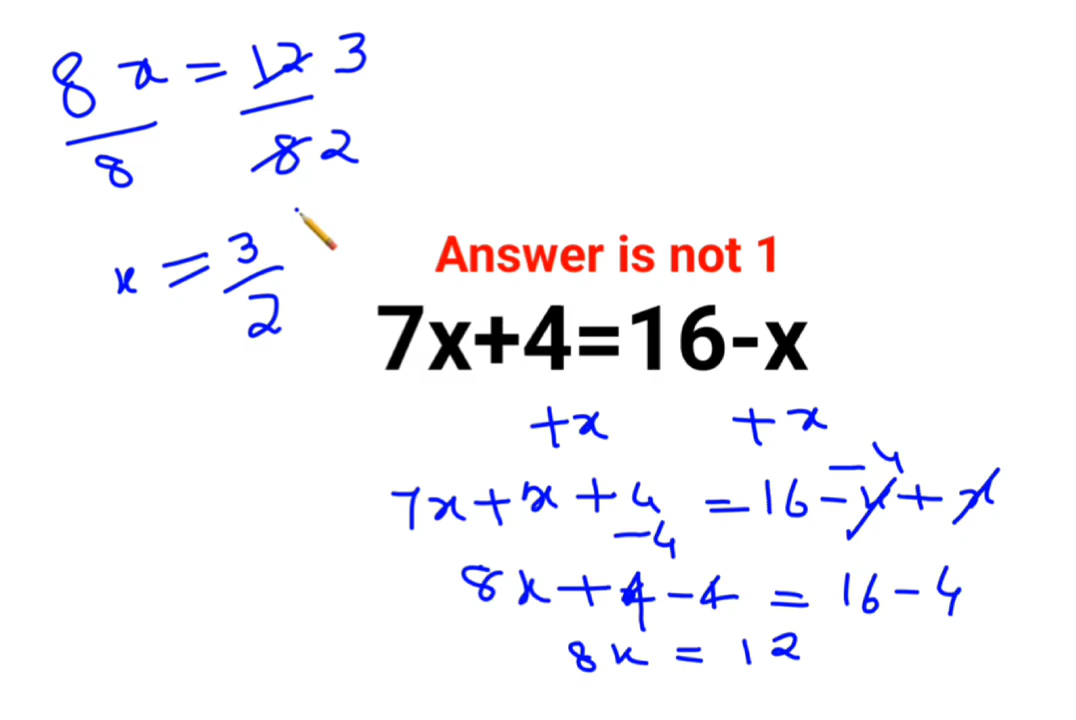 8x = 12 3
8 8 2
x = 3
2
Answer is not 1
7x+4=16-x
+x +x
-4
7x+x+4 = 16-x+x
-4
8x+4-4 = 16-4
8x = 12